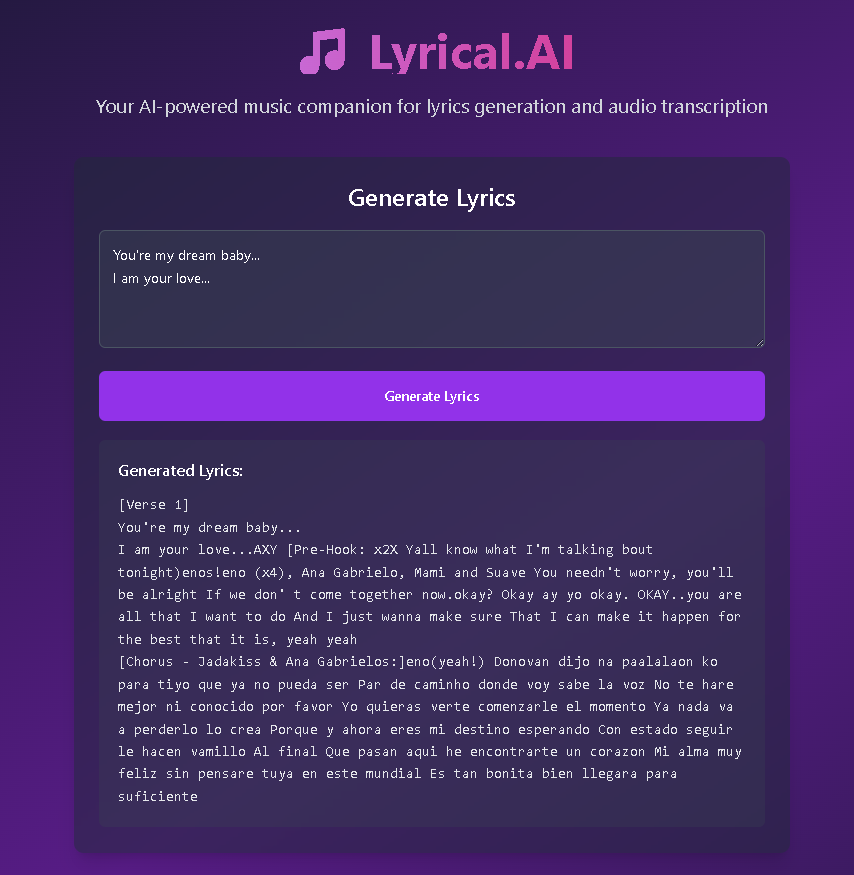 Lyrical.AI
Your AI-powered music companion for lyrics generation and audio transcription
Generate Lyrics
You're my dream baby...
I am your love...
Generate Lyrics
Generated Lyrics:
[Verse 1]
You're my dream baby...
I am your love...AXY [Pre-Hook: x2X Yall know what I'm talking bout
tonight)enos!eno (x4), Ana Gabrielo, Mami and Suave You needn't worry, you'll
be alright If we don' t come together now.okay? Okay ay yo okay. OKAY..you are
all that I want to do And I just wanna make sure That I can make it happen for
the best that it is, yeah yeah
[Chorus - Jadakiss & Ana Gabrielos:]eno(yeah!) Donovan dijo na paalalaon ko
para tiyo que ya no pueda ser Par de caminho donde voy sabe la voz No te hare
mejor ni conocido por favor Yo quieras verte comenzarle el momento Ya nada va
a perderlo lo crea Porque y ahora eres mi destino esperando Con estado seguir
le hacen vamillo Al final Que pasan aqui he encontrarte un corazon Mi alma muy
feliz sin pensare tuya en este mundial Es tan bonita bien llegara para
suficiente